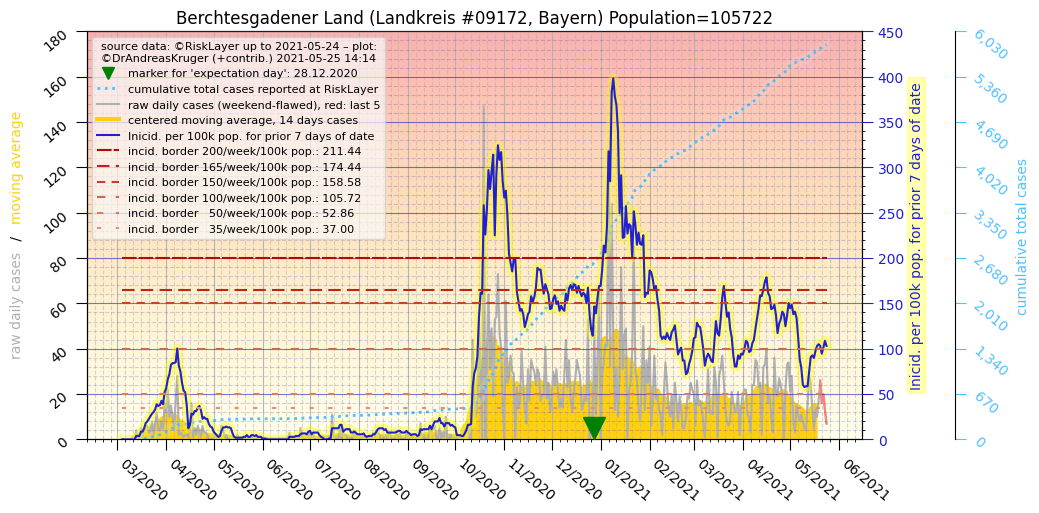 Berchtesgadener Land (Landkreis #09172, Bayern) Population=105722
source data: ©RiskLayer up to 2021-05-24 – plot:
©DrAndreasKruger (+contrib.) 2021-05-25 14:14
marker for 'expectation day': 28.12.2020
cumulative total cases reported at RiskLayer
raw daily cases (weekend-flawed), red: last 5
centered moving average, 14 days cases
Inicid. per 100k pop. for prior 7 days of date
incid. border 200/week/100k pop.: 211.44
incid. border 165/week/100k pop.: 174.44
incid. border 150/week/100k pop.: 158.58
incid. border 100/week/100k pop.: 105.72
incid. border 50/week/100k pop.: 52.86
incid. border 35/week/100k pop.: 37.00
raw daily cases / moving average
180
160
140
120
100
80
60
40
20
0
03/2020
04/2020
05/2020
06/2020
07/2020
08/2020
09/2020
10/2020
11/2020
12/2020
01/2021
02/2021
03/2021
04/2021
05/2021
06/2021
450
400
350
300
250
200
150
100
50
0
Inicid. per 100k pop. for prior 7 days of date
6,030
5,360
4,690
4,020
3,350
2,680
2,010
1,340
670
0
cumulative total cases